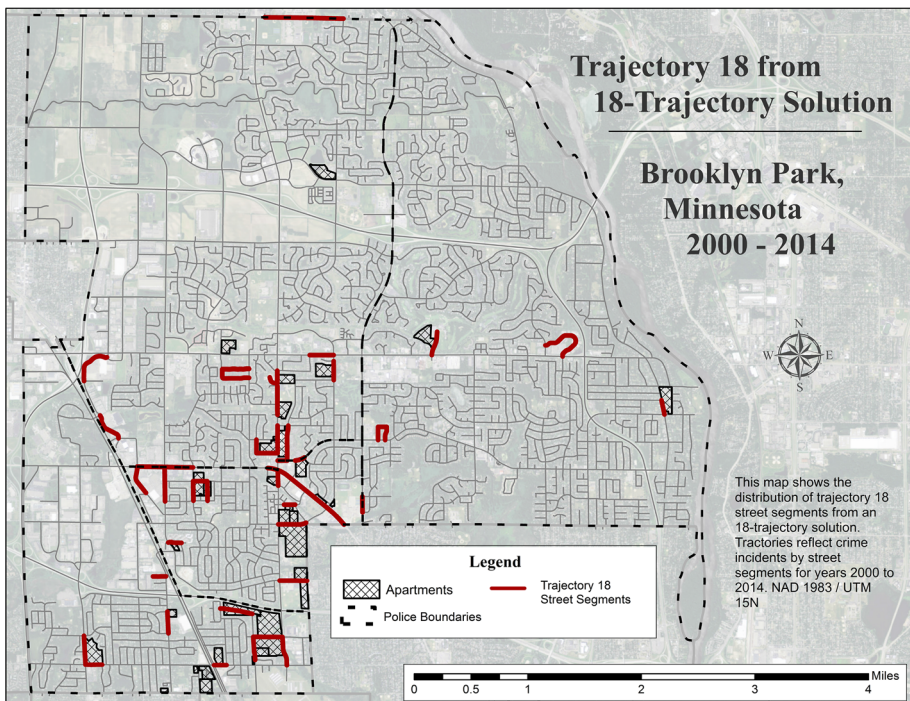 Trajectory 18 from
18-Trajectory Solution
Brooklyn Park,
Minnesota
2000 - 2014
N
W E
S
This map shows the
distribution of trajectory 18
street segments from an
18-trajectory solution.
Tractories reflect crime
incidents by street
segments for years 2000 to
2014. NAD 1983 / UTM
15N
Legend
Apartments
Trajectory 18
Street Segments
Police Boundaries
Miles
0 0.5 1 2 3 4